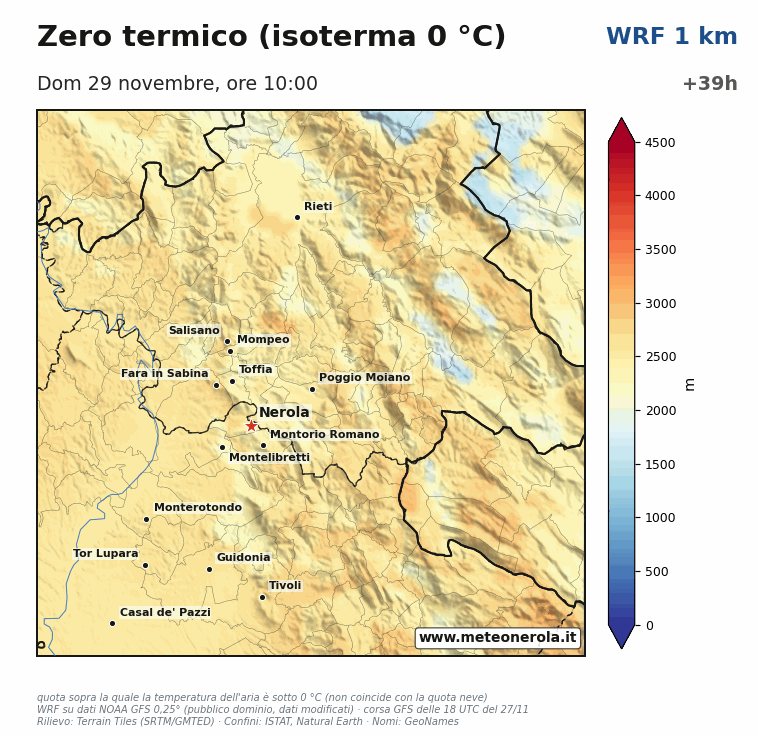 Zero termico (isoterma 0 °C)
WRF 1 km
Dom 29 novembre, ore 10:00
+39h
Rieti
Salisano
Mompeo
Fara in Sabina
Toffia
Poggio Moiano
Nerola
Montorio Romano
Montelibretti
Monterotondo
Tor Lupara
Guidonia
Tivoli
Casal de' Pazzi
www.meteonerola.it
4500
4000
3500
3000
2500
2000
1500
1000
500
0
m
quota sopra la quale la temperatura dell'aria è sotto 0 °C (non coincide con la quota neve)
WRF su dati NOAA GFS 0,25° (pubblico dominio, dati modificati) · corsa GFS delle 18 UTC del 27/11
Rilievo: Terrain Tiles (SRTM/GMTED) · Confini: ISTAT, Natural Earth · Nomi: GeoNames